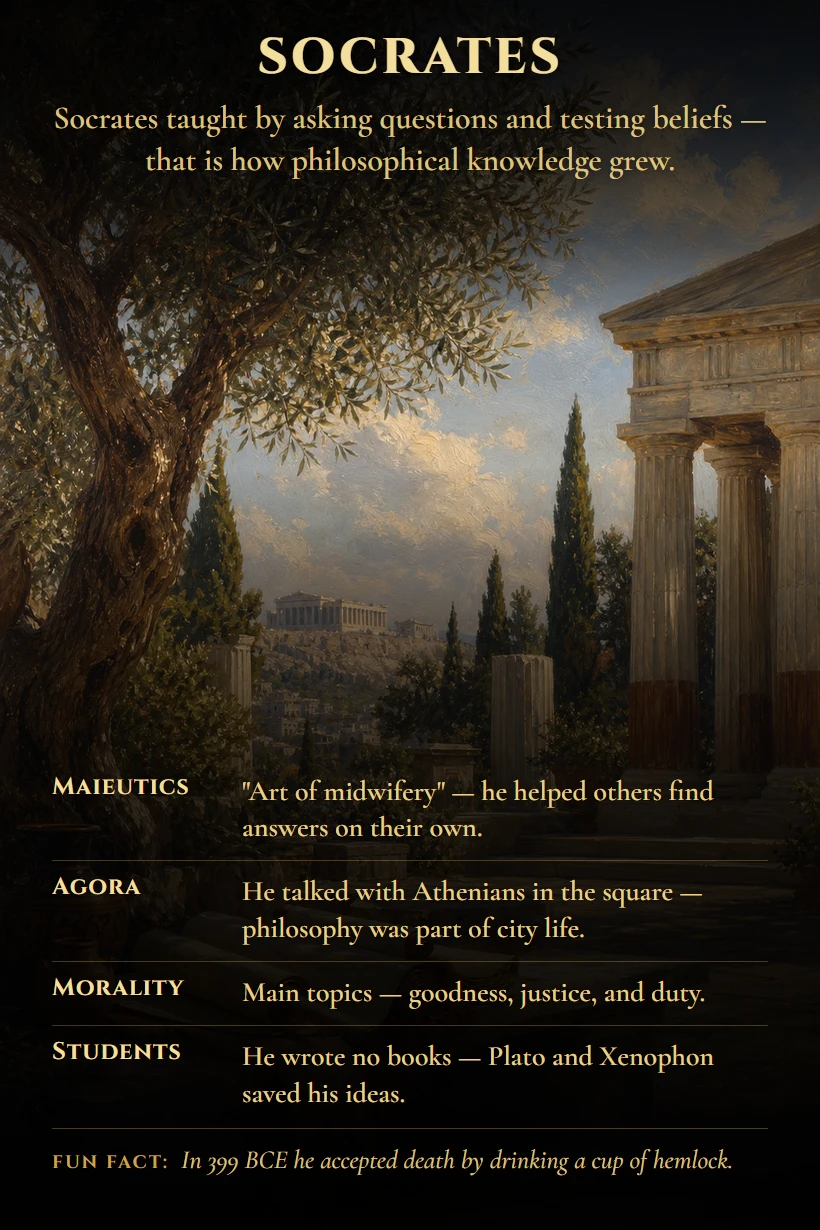 SOCRATES
Socrates taught by asking questions and testing beliefs —
that is how philosophical knowledge grew.
Maieutics
"Art of midwifery" — he helped others find
answers on their own.
Agora
He talked with Athenians in the square —
philosophy was part of city life.
Morality
Main topics — goodness, justice, and duty.
Students
He wrote no books — Plato and Xenophon
saved his ideas.
FUN FACT: In 399 BCE he accepted death by drinking a cup of hemlock.